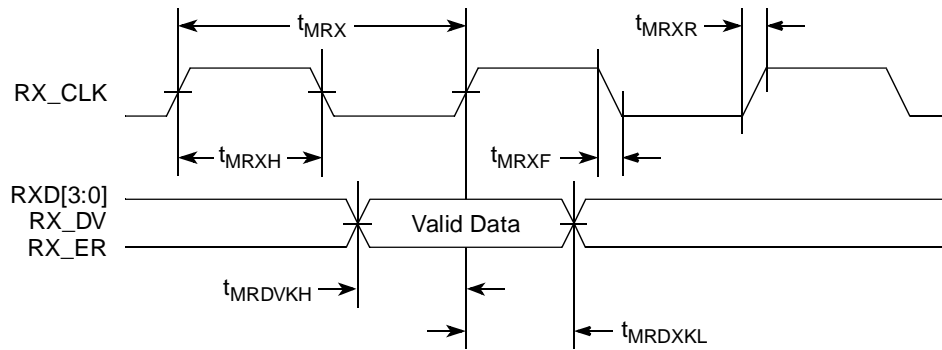 tMRX
tMRXR
RX_CLK
tMRXH
tMRXF
RXD[3:0]
RX_DV
Valid Data
RX_ER
tMRDVKH
tMRDXKL